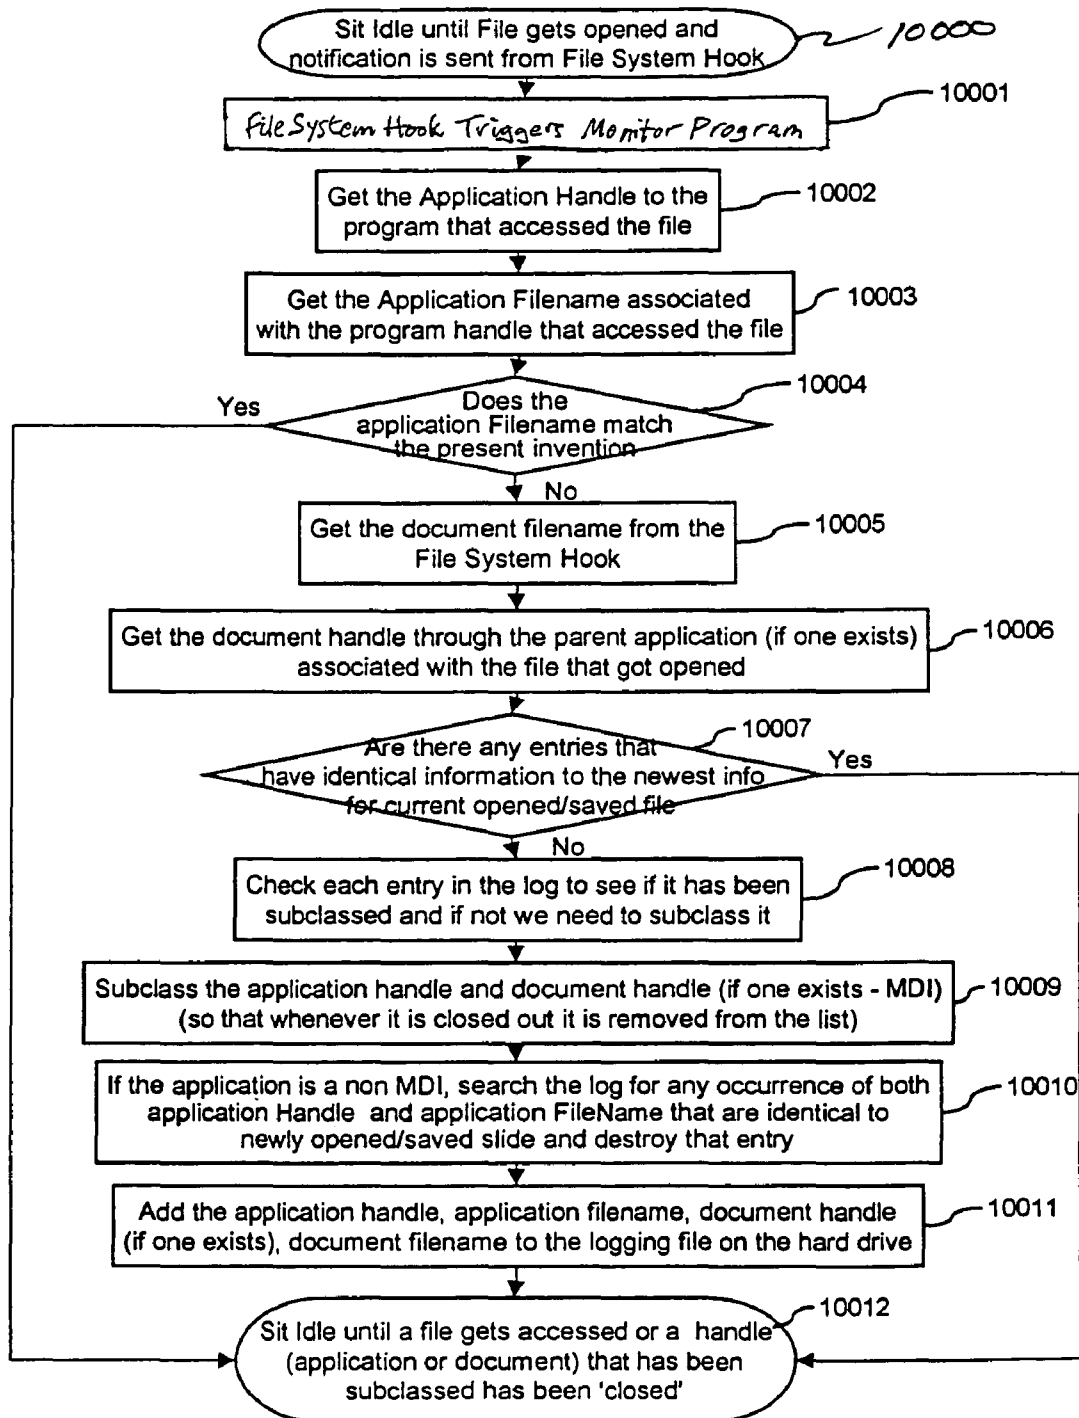 Sit Idle until File gets opened and
notification is sent from File System Hook
10000
File System Hook Triggers Monitor Program
10001
Get the Application Handle to the
program that accessed the file
10002
Get the Application Filename associated
with the program handle that accessed the file
10003
Does the
application Filename match
the present invention
10004
Yes
No
Get the document filename from the
File System Hook
10005
Get the document handle through the parent application (if one exists)
associated with the file that got opened
10006
Are there any entries that
have identical information to the newest info
for current opened/saved file
10007
Yes
No
Check each entry in the log to see if it has been
subclassed and if not we need to subclass it
10008
Subclass the application handle and document handle (if one exists - MDI)
(so that whenever it is closed out it is removed from the list)
10009
If the application is a non MDI, search the log for any occurrence of both
application Handle and application FileName that are identical to
newly opened/saved slide and destroy that entry
10010
Add the application handle, application filename, document handle
(if one exists), document filename to the logging file on the hard drive
10011
Sit Idle until a file gets accessed or a handle
(application or document) that has been
subclassed has been 'closed'
10012